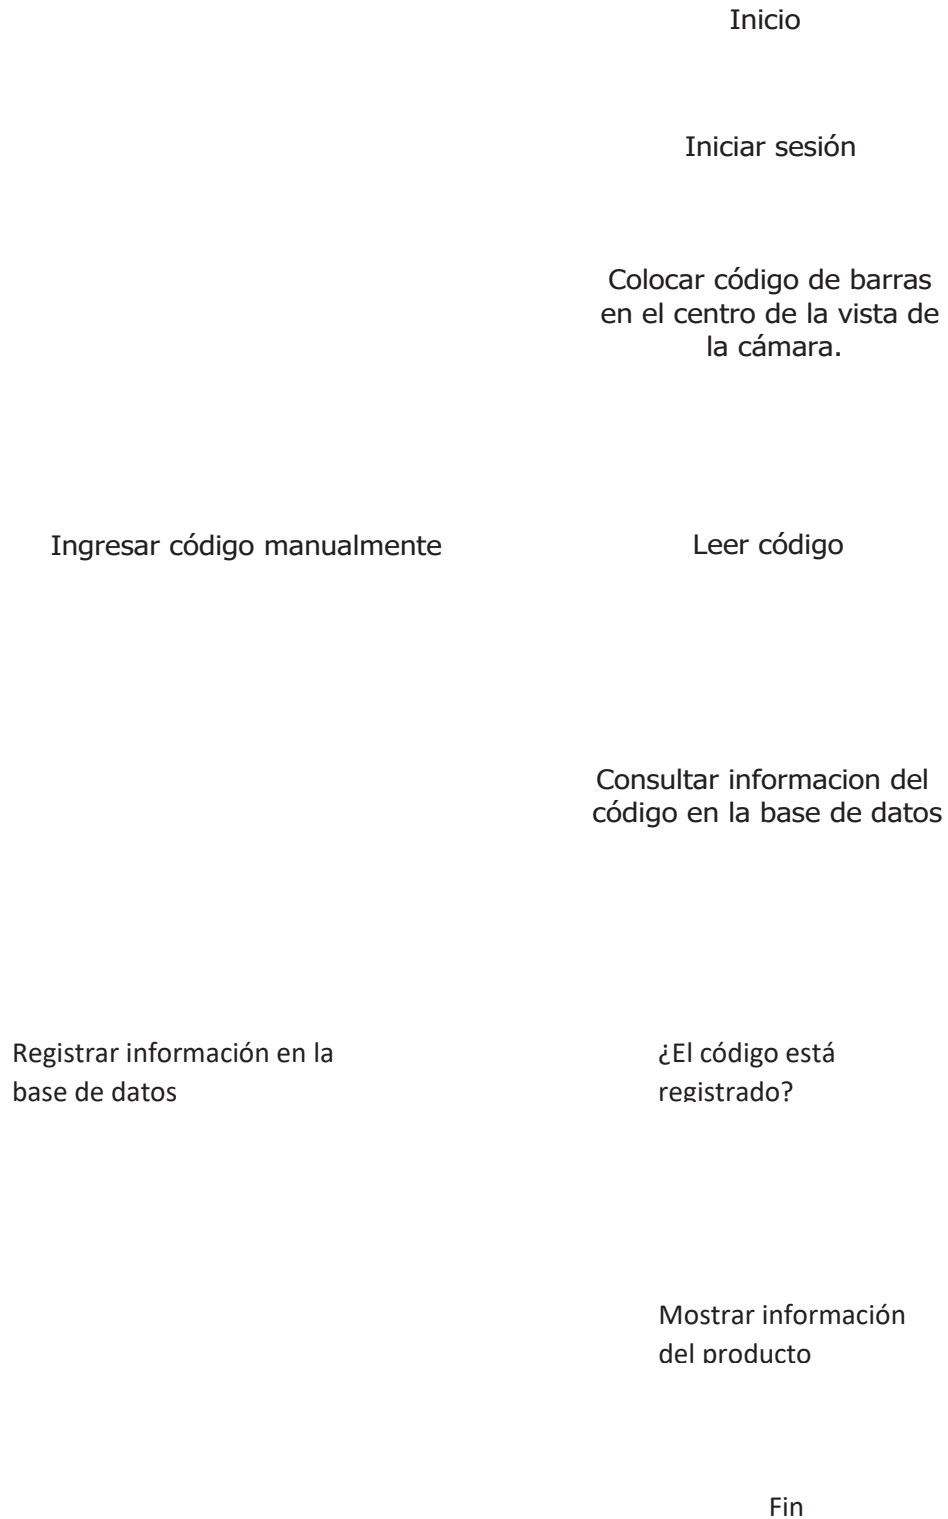 Inicio
Iniciar sesión
Colocar código de barras
en el centro de la vista de
la cámara.
Ingresar código manualmente
Leer código
Consultar informacion del
código en la base de datos
Registrar información en la
base de datos
¿El código está
registrado?
Mostrar información
del producto
Fin